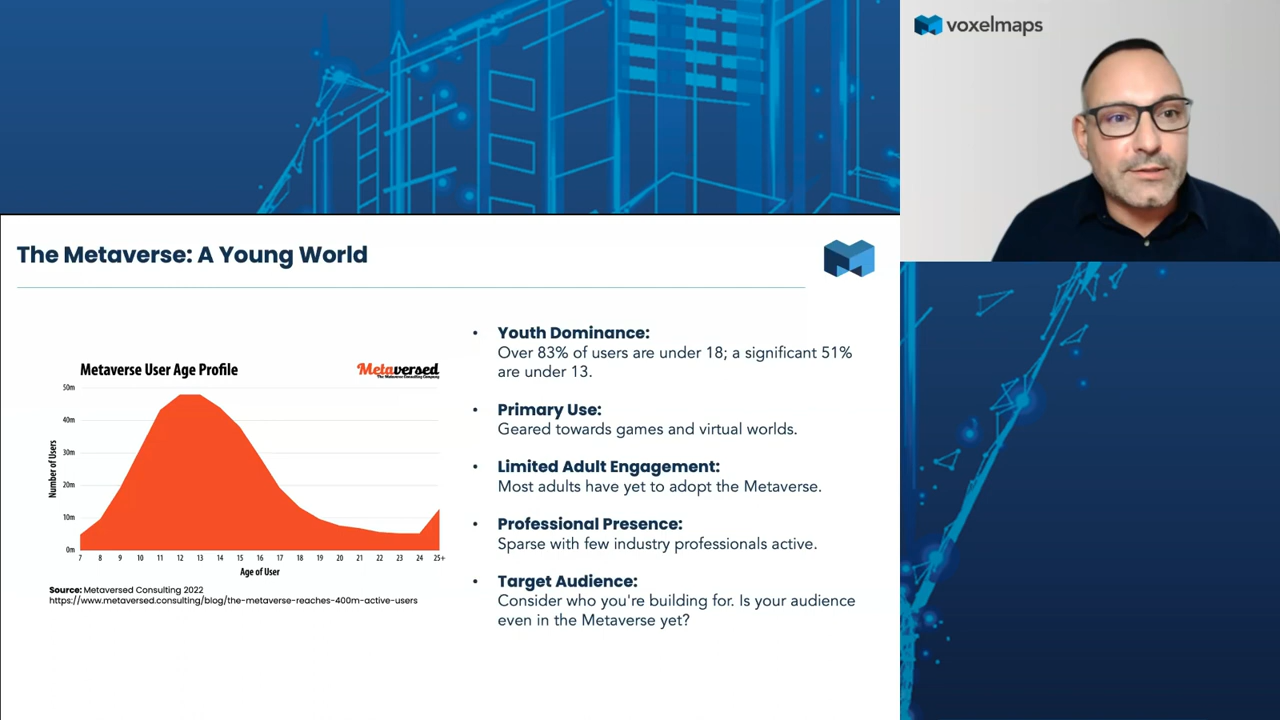 voxelmaps
The Metaverse: A Young World
Metaverse User Age Profile
Metaversed
The Metaverse Consulting Company
50m
40m
30m
20m
10m
0m
Number of Users
7 8 9 10 11 12 13 14 15 16 17 18 19 20 21 22 23 24 25+
Age of User
Source: Metaversed Consulting 2022
https://www.metaversed.consulting/blog/the-metaverse-reaches-400m-active-users
• Youth Dominance:
Over 83% of users are under 18; a significant 51%
are under 13.
• Primary Use:
Geared towards games and virtual worlds.
• Limited Adult Engagement:
Most adults have yet to adopt the Metaverse.
• Professional Presence:
Sparse with few industry professionals active.
• Target Audience:
Consider who you're building for. Is your audience
even in the Metaverse yet?